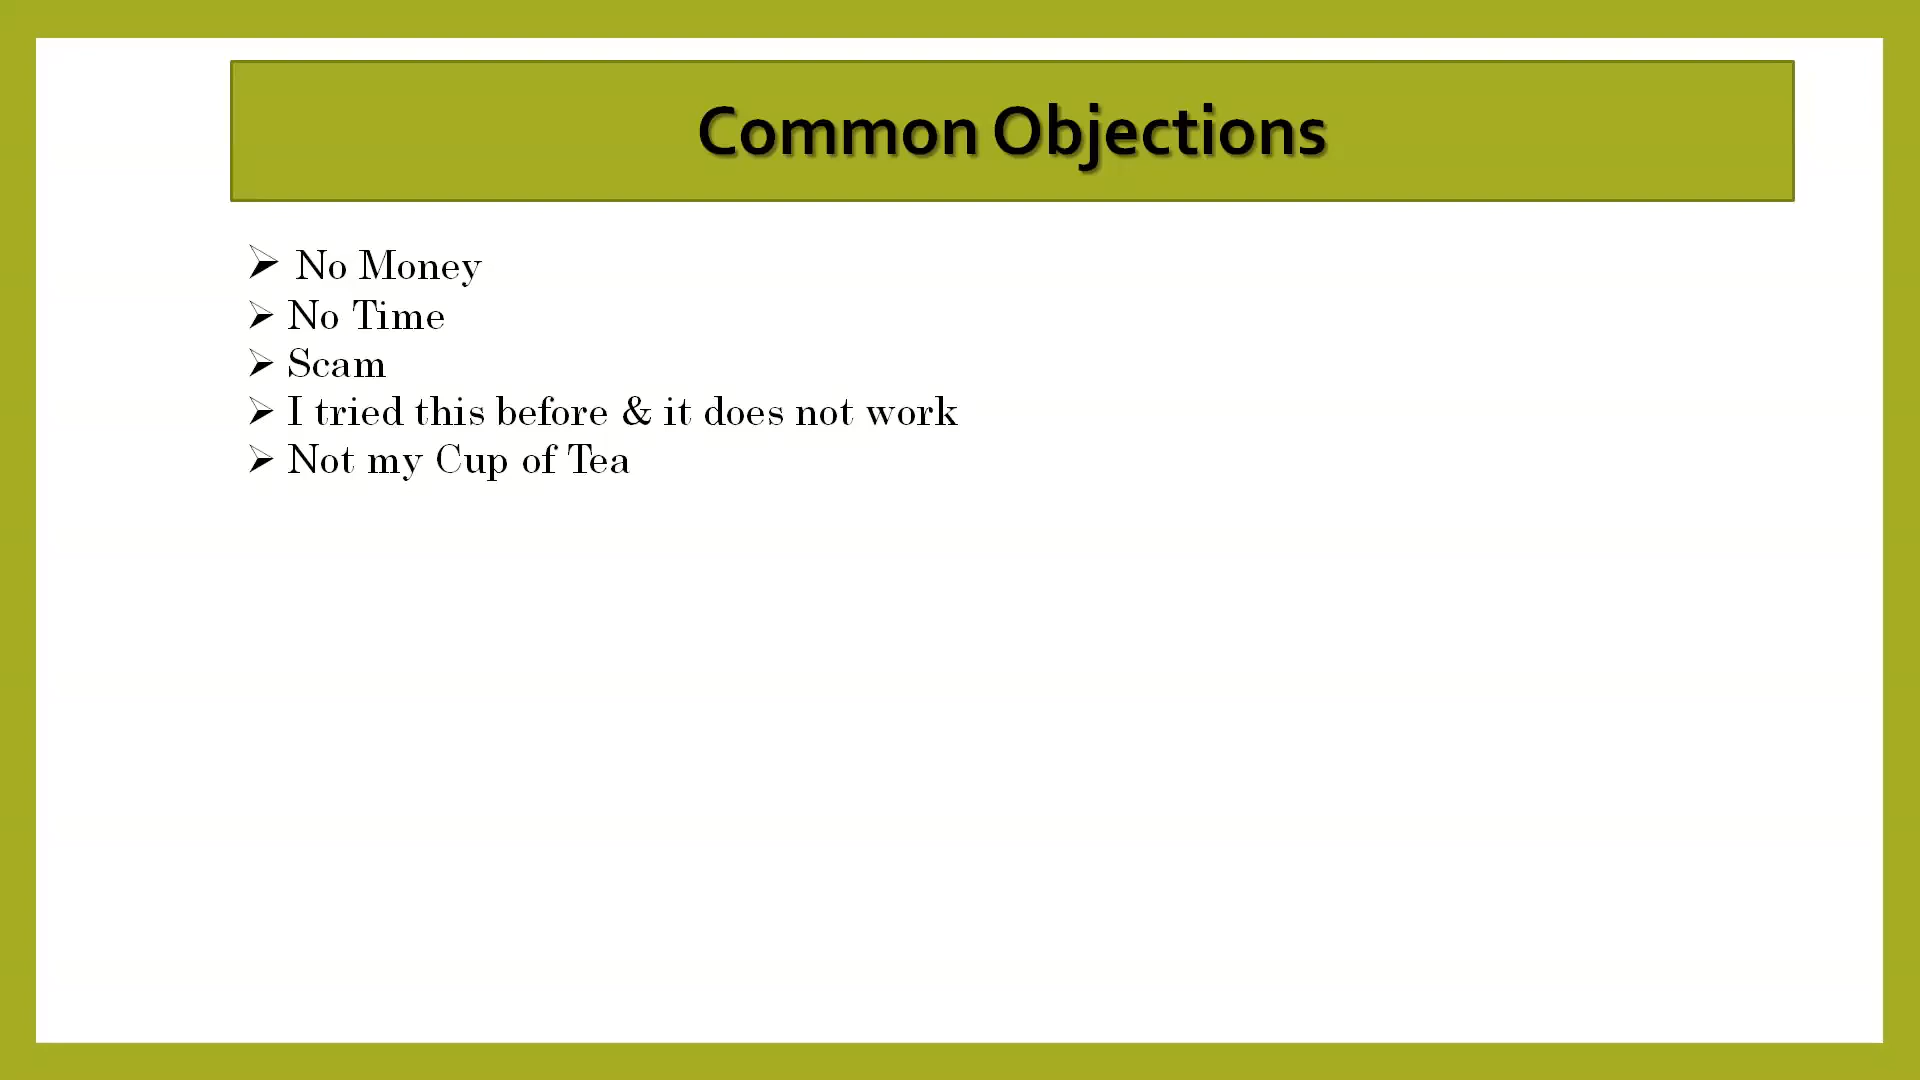 Common Objections
➢ No Money
➢ No Time
➢ Scam
➢ I tried this before & it does not work
➢ Not my Cup of Tea